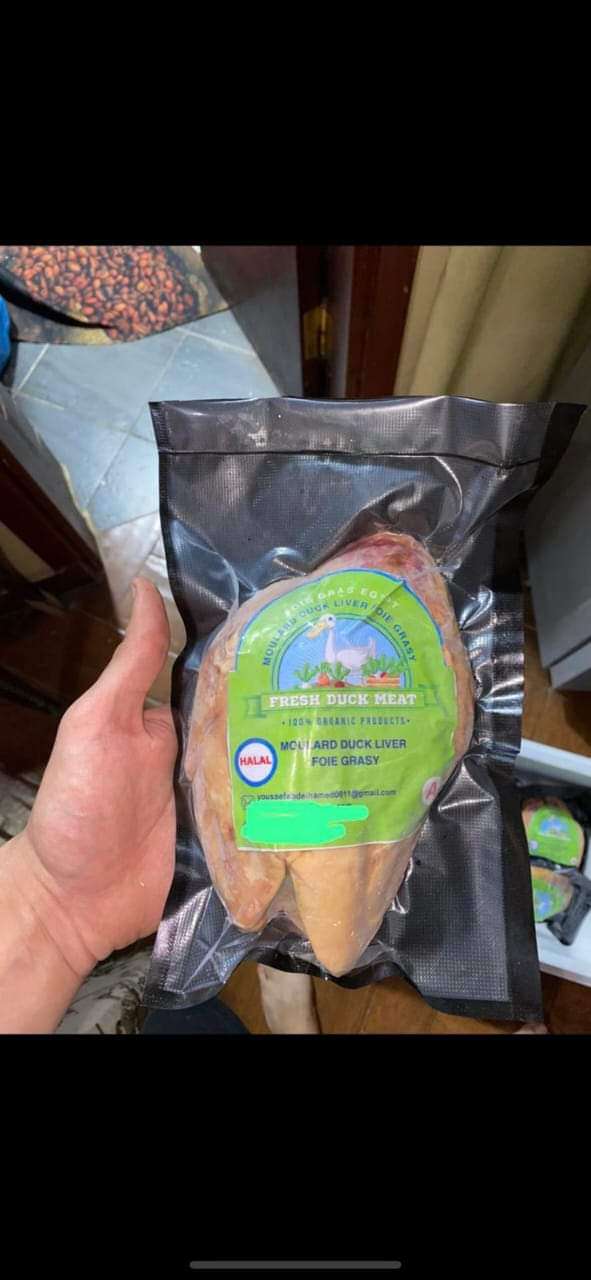 FOIE GRAS EGYPT
MOULARD DUCK LIVER FOIE GRASY
FRESH DUCK MEAT
• 100% ORGANIC PRODUCTS •
HALAL
MOULARD DUCK LIVER
FOIE GRASY
A